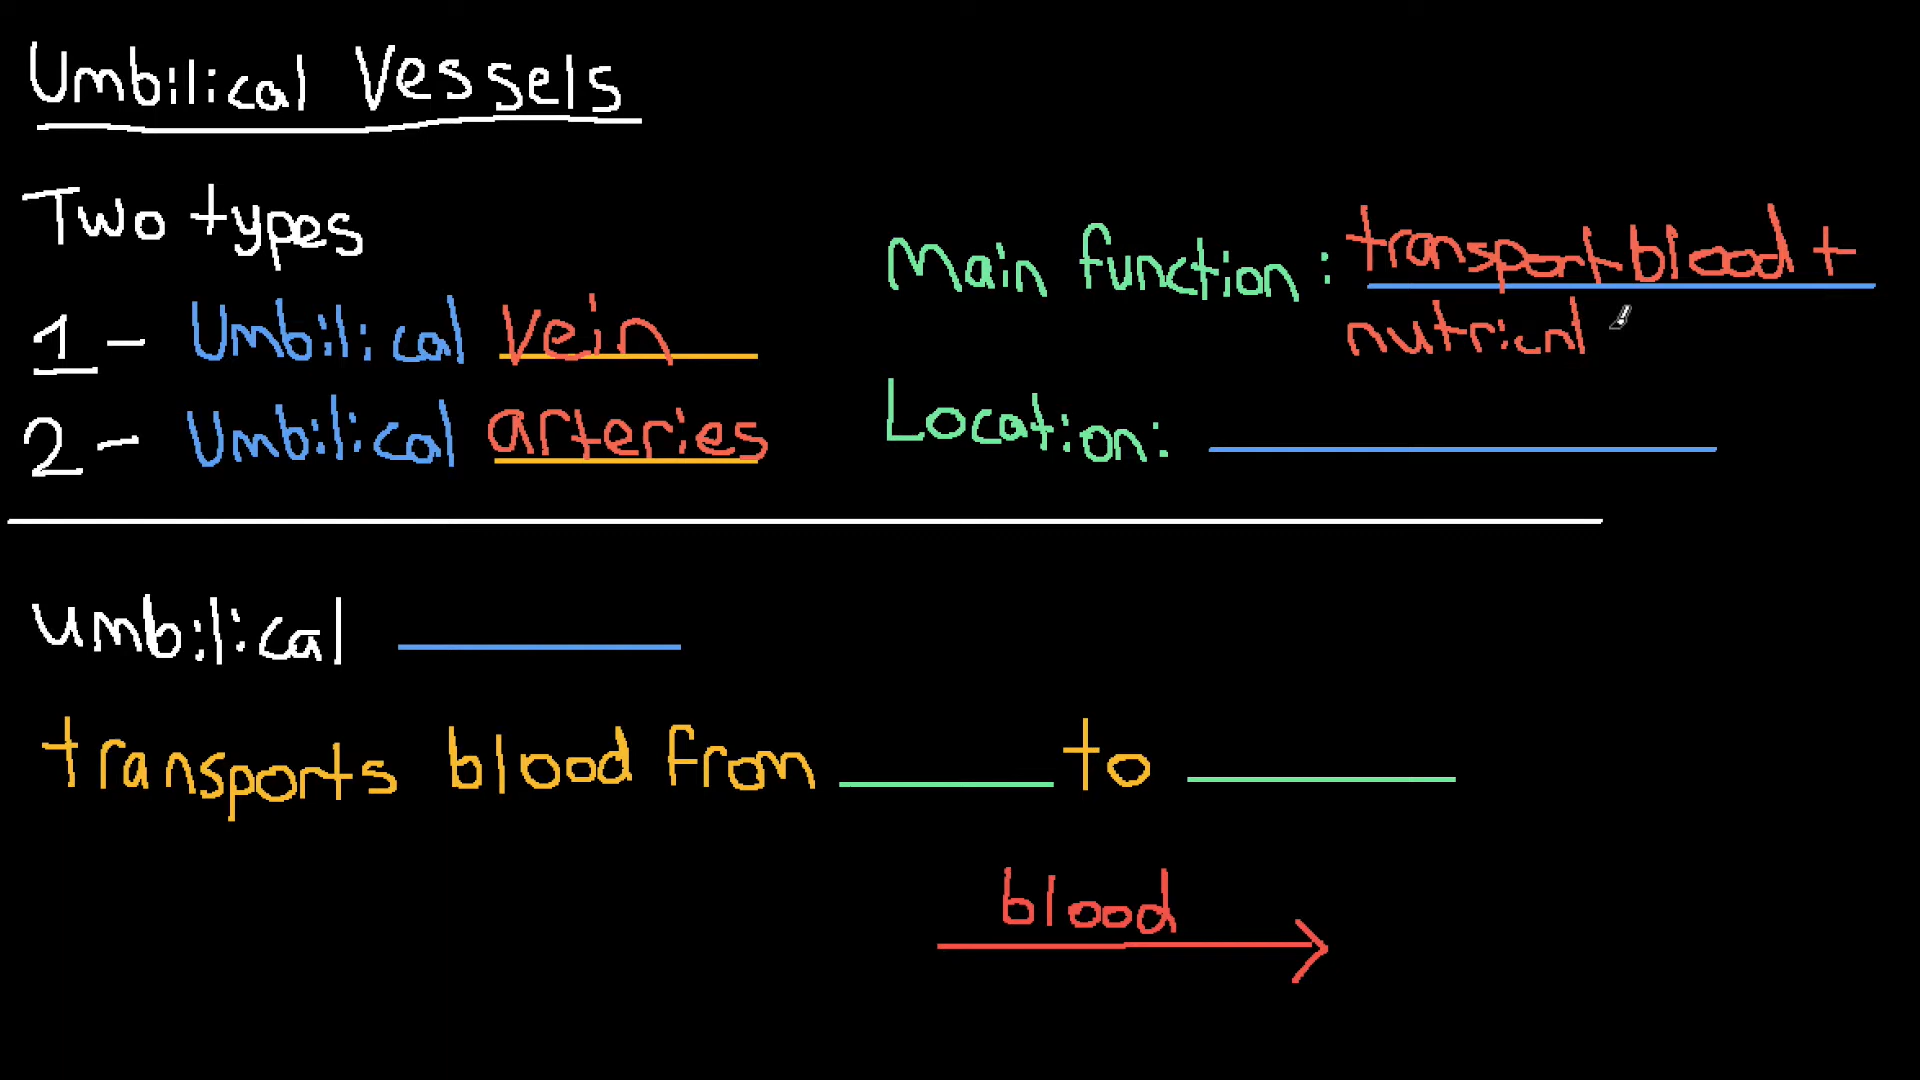 Umbilical Vessels
Two types
1 - Umbilical vein
2 - Umbilical arteries
Main function: transport blood +
nutrient
Location:
Umbilical
transports blood from to
blood